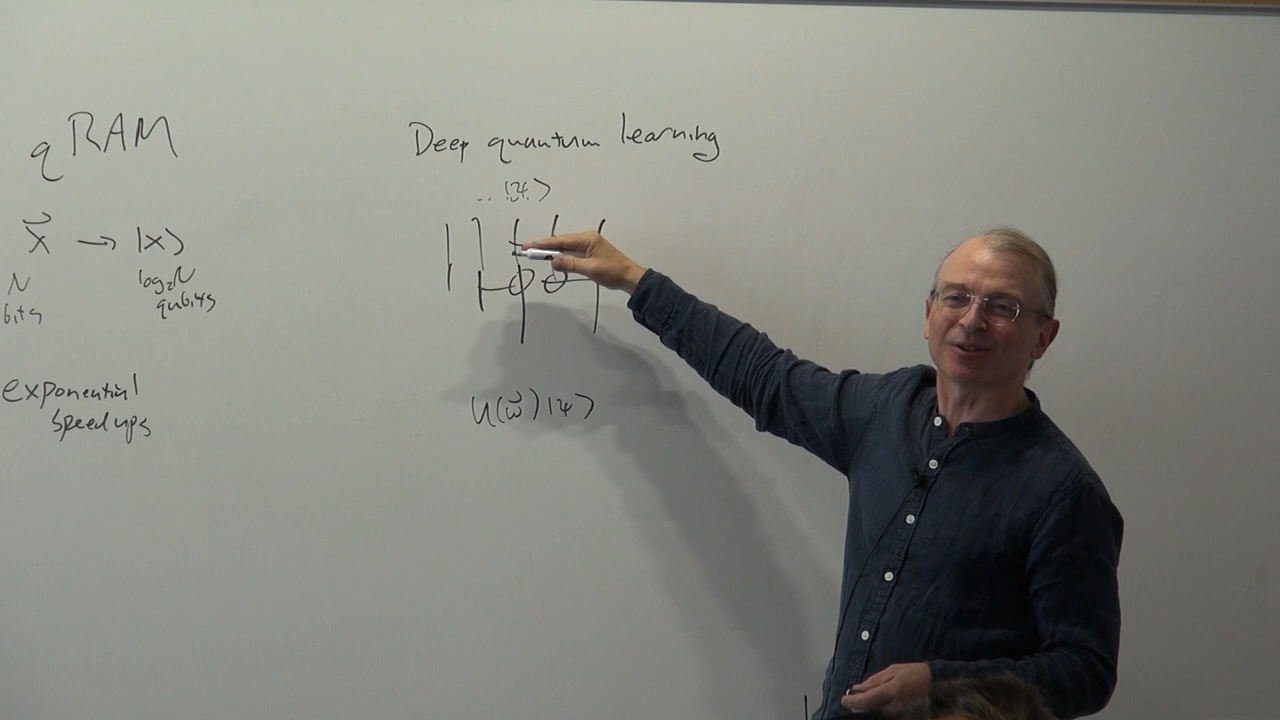 qRAM
x⃗ → |x⟩
N
bits
log₂N
qubits
exponential
speedups
Deep quantum learning
.. |ψ⟩
U(w⃗)|ψ⟩